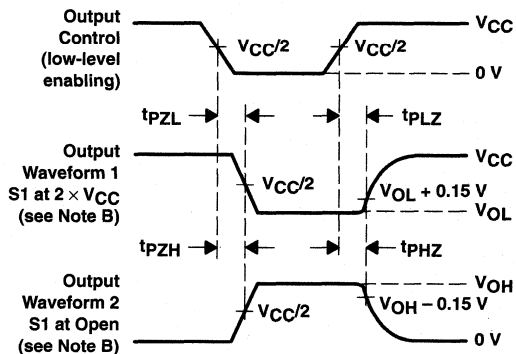 Output
Control
(low-level
enabling)
VCC/2
VCC/2
VCC
0 V
tPZL
tPLZ
Output
Waveform 1
S1 at 2 × VCC
(see Note B)
VCC/2
VCC
VOL + 0.15 V
VOL
tPZH
tPHZ
Output
Waveform 2
S1 at Open
(see Note B)
VCC/2
VOH
VOH − 0.15 V
0 V